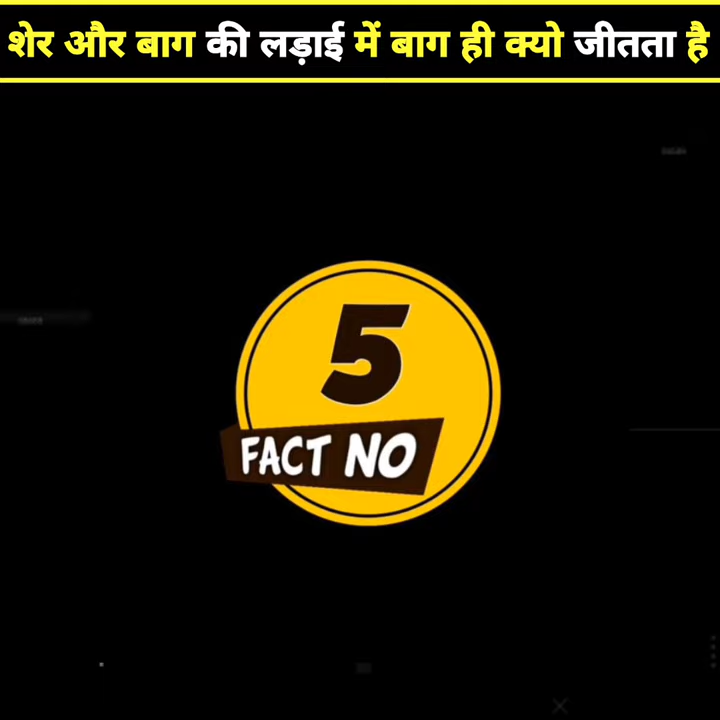 शेर और बाग की लड़ाई में बाग ही क्यो जीतता है
5
FACT NO